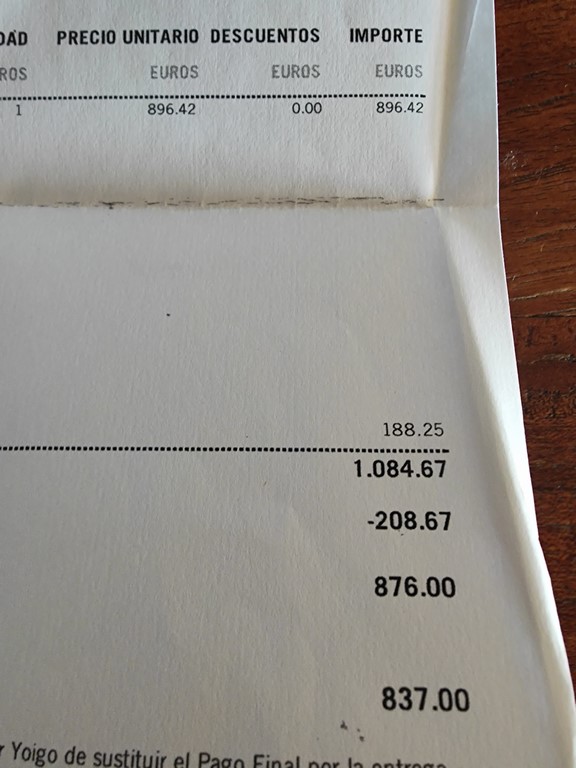 DAD PRECIO UNITARIO DESCUENTOS IMPORTE
ROS EUROS EUROS EUROS
1 896.42 0.00 896.42
188.25
1.084.67
-208.67
876.00
837.00
Yoigo de sustituir el Pago Final por la entrega